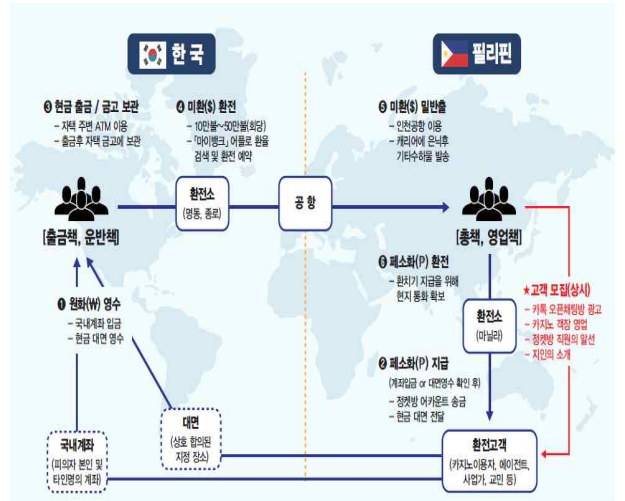 한국
필리핀
❸ 현금 출금 / 금고 보관
- 자택 주변 ATM 이용
- 출금후 자택 금고에 보관
❹ 미환($) 환전
- 10만불~50만불(회당)
- 「마이뱅크」 어플로 환율
검색 및 환전 예약
❺ 미환($) 밀반출
- 인천공항 이용
- 캐리어에 은닉후
기타수하물 발송
환전소
(명동, 종로)
공 항
[출금책, 운반책]
[총책, 영업책]
❶ 원화(₩) 영수
- 국내계좌 입금
- 현금 대면 영수
❻ 페소화(P) 환전
- 환치기 지급을 위해
현지 통화 확보
환전소
(마닐라)
★고객 모집(상시)
- 카톡 오픈채팅방 광고
- 카지노 객장 영업
- 정켓방 직원의 알선
- 지인의 소개
❷ 페소화(P) 지급
(계좌입금 or 대면영수 확인 후)
- 정켓방 어카운트 송금
- 현금 대면 전달
대면
(상호 합의된
지정 장소)
국내계좌
(피의자 본인 및
타인명의 계좌)
환전고객
(카지노이용자, 에이전트,
사업가, 교민 등)